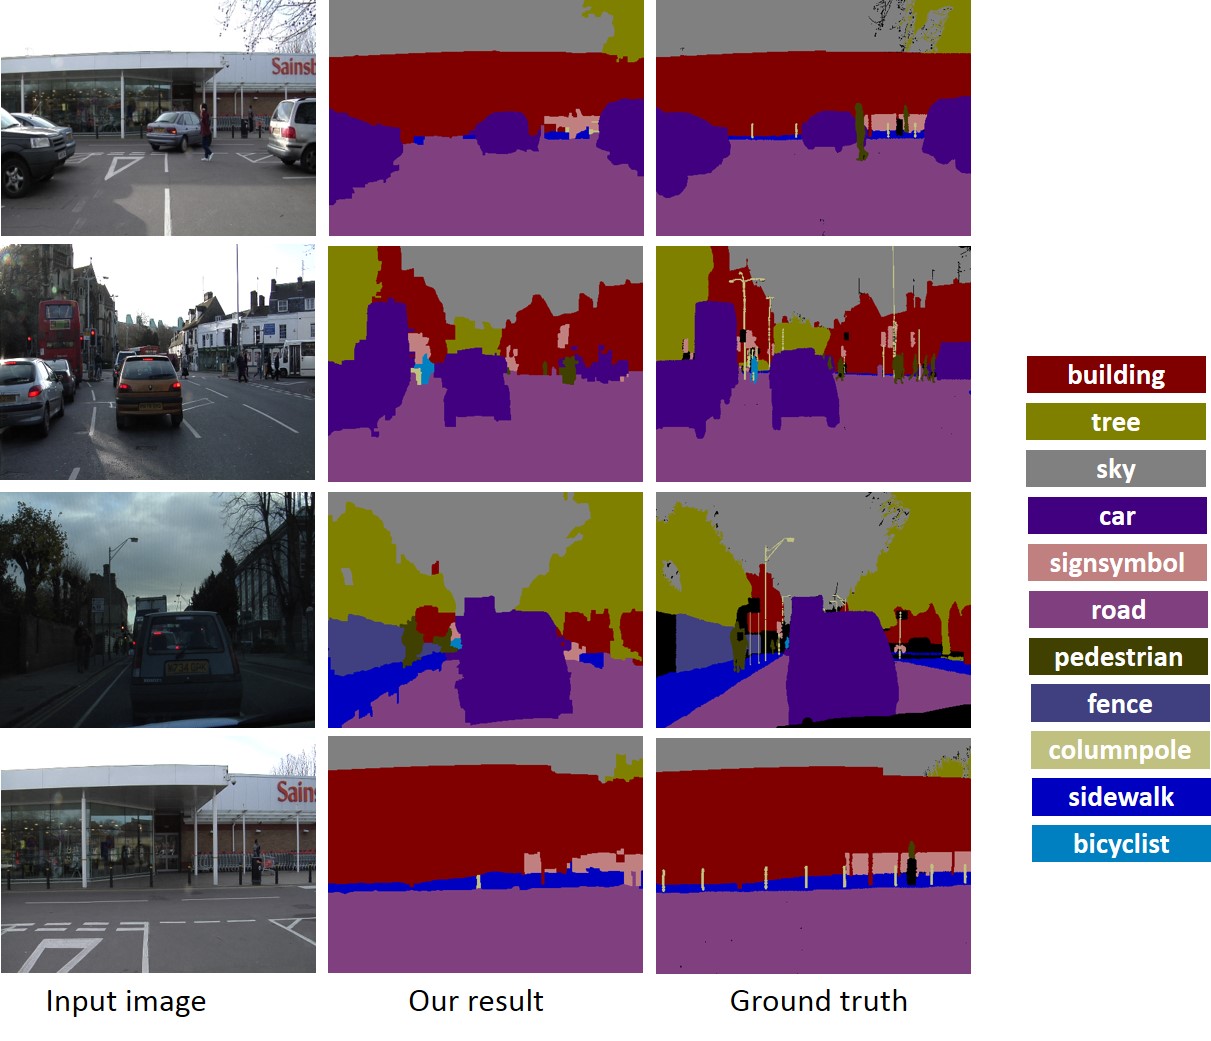 Sainsb
Sains
building
tree
sky
car
signsymbol
road
pedestrian
fence
columnpole
sidewalk
bicyclist
Input image
Our result
Ground truth